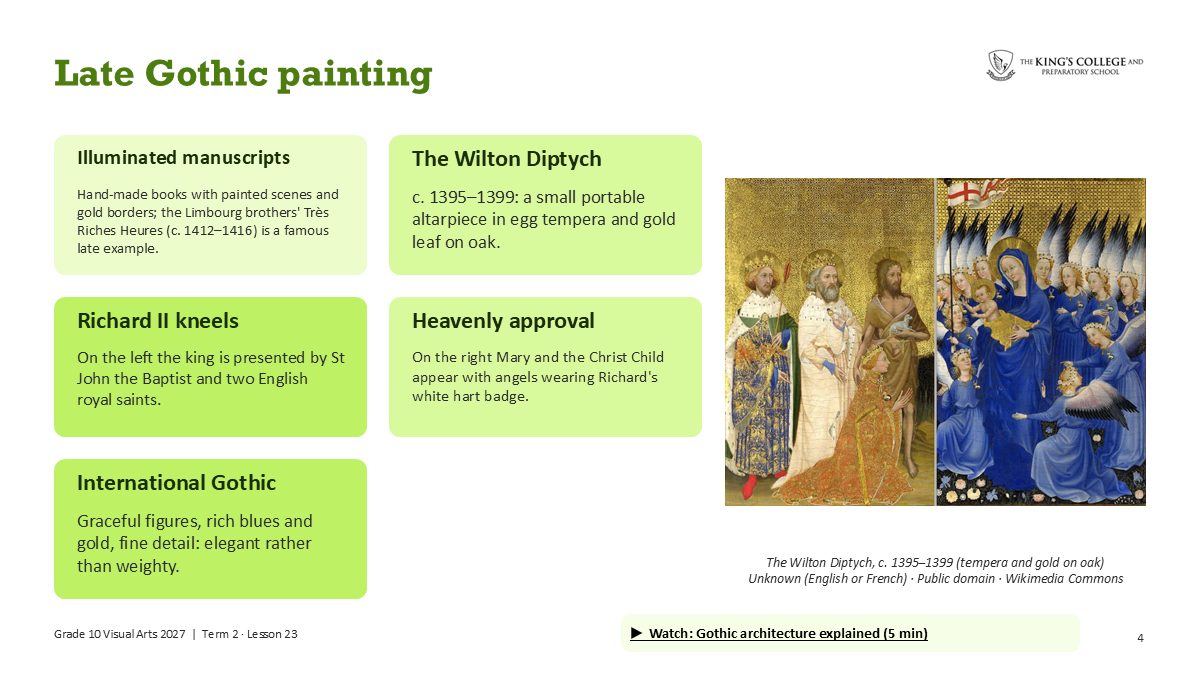 Late Gothic painting
THE KING'S COLLEGE AND
PREPARATORY SCHOOL
Illuminated manuscripts
Hand-made books with painted scenes and
gold borders; the Limbourg brothers' Très
Riches Heures (c. 1412–1416) is a famous
late example.
The Wilton Diptych
c. 1395–1399: a small portable
altarpiece in egg tempera and gold
leaf on oak.
Richard II kneels
On the left the king is presented by St
John the Baptist and two English
royal saints.
Heavenly approval
On the right Mary and the Christ Child
appear with angels wearing Richard's
white hart badge.
International Gothic
Graceful figures, rich blues and
gold, fine detail: elegant rather
than weighty.
The Wilton Diptych, c. 1395–1399 (tempera and gold on oak)
Unknown (English or French) · Public domain · Wikimedia Commons
Grade 10 Visual Arts 2027 | Term 2 · Lesson 23
▶ Watch: Gothic architecture explained (5 min)
4